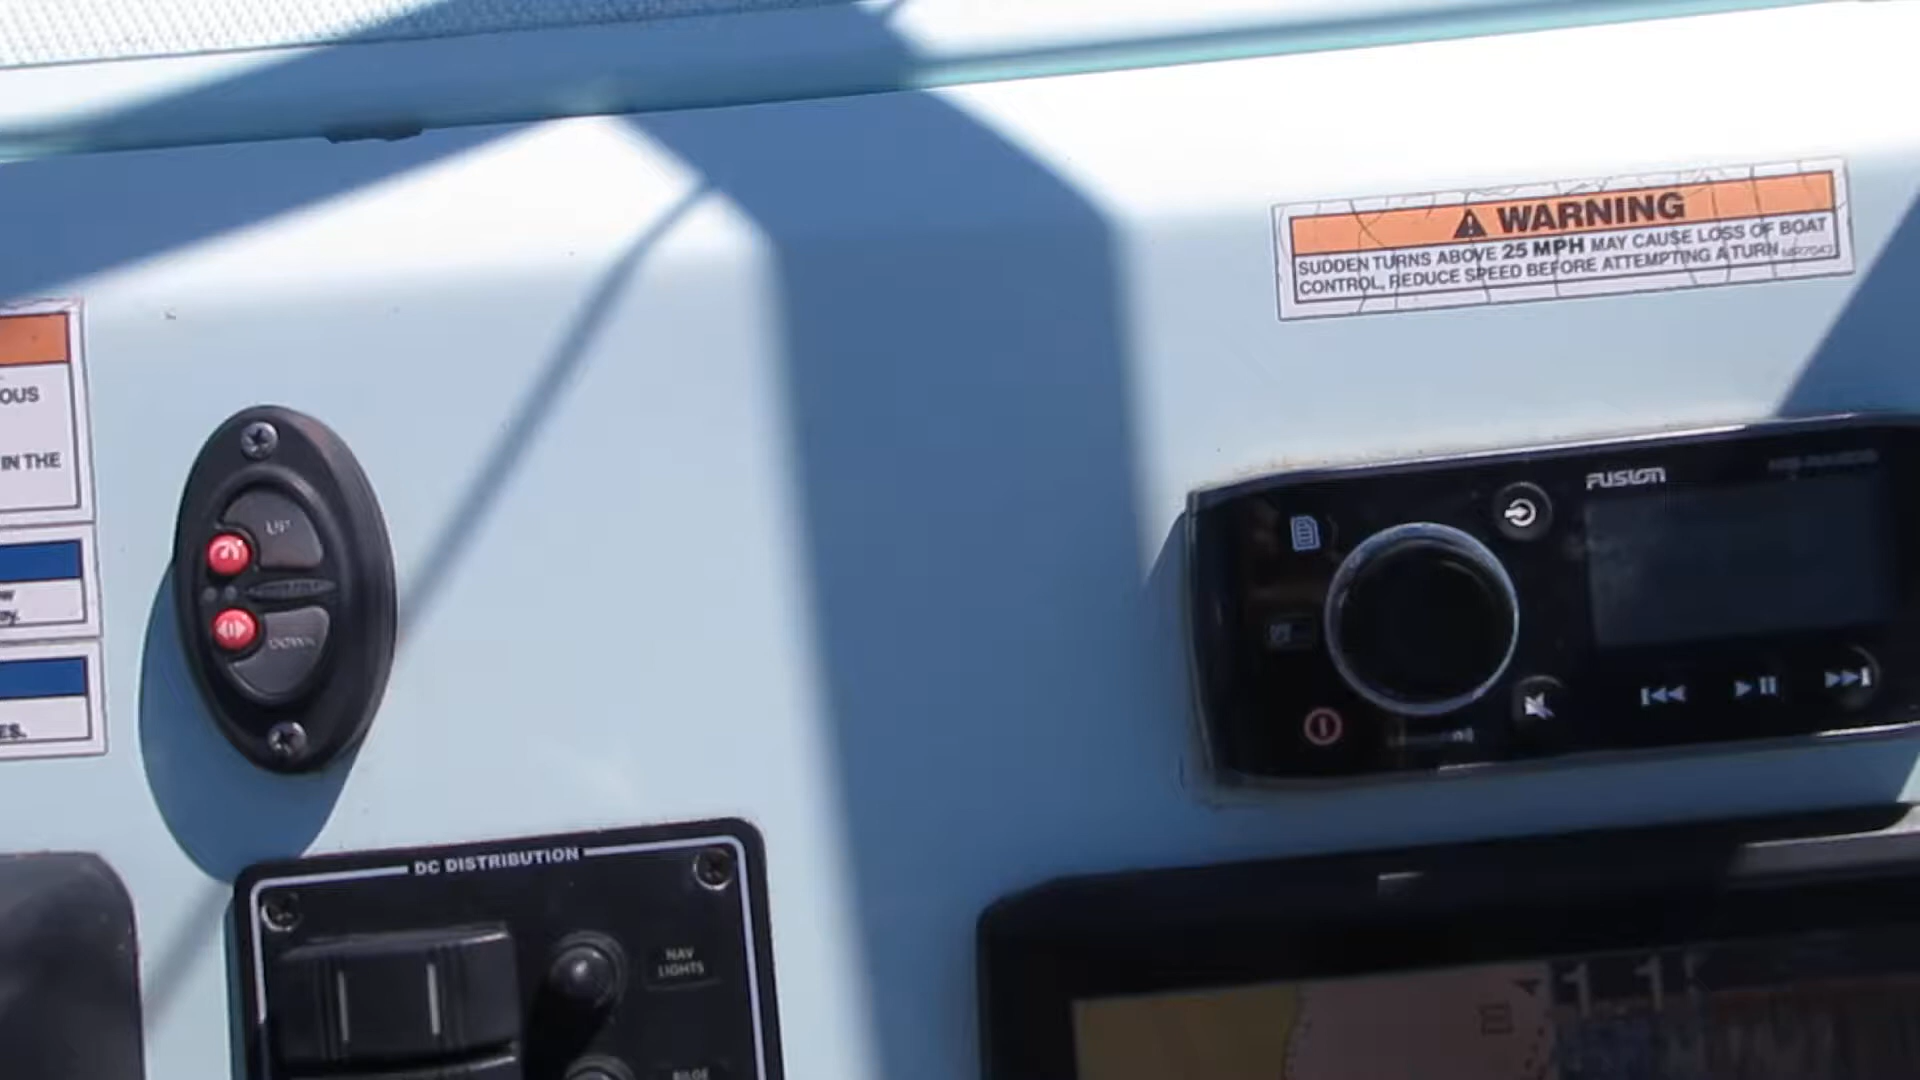 WARNING
SUDDEN TURNS ABOVE 25 MPH MAY CAUSE LOSS OF BOAT
CONTROL, REDUCE SPEED BEFORE ATTEMPTING A TURN
OUS
IN THE
ES.
UP
DOWN
FUSION
DC DISTRIBUTION
NAV
LIGHTS
BILGE